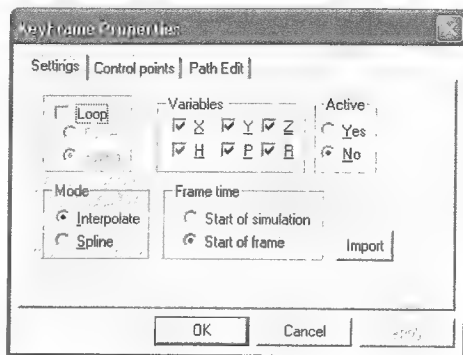 KeyFrame Properties
Settings Control points Path Edit
Loop
Variables
X Y Z
H P R
Active
Yes
No
Mode
Interpolate
Spline
Frame time
Start of simulation
Start of frame
Import
OK Cancel Apply